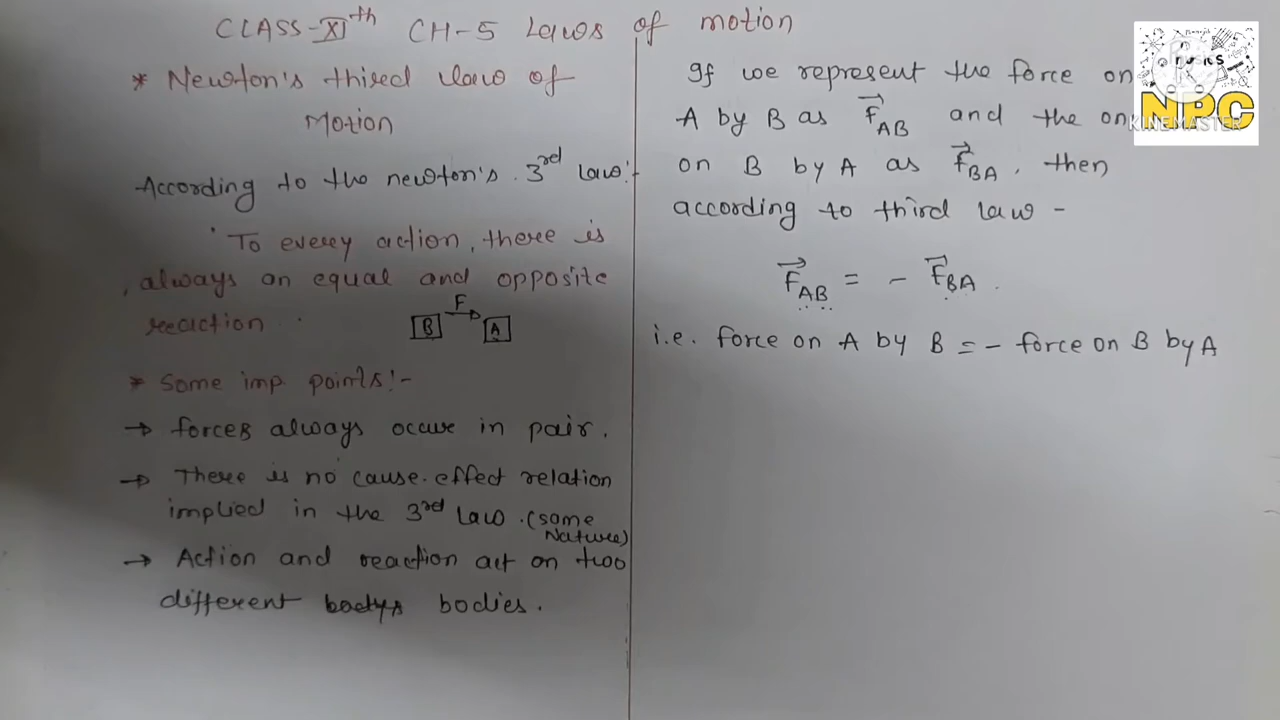 CLASS-XIth CH-5 Laws of motion
* Newton's third law of
Motion
According to the newton's 3rd law:-
'To every action, there is
always an equal and opposite
reaction.
F
B A
* Some imp. points:-
→ forces always occur in pair.
→ There is no cause-effect relation
implied in the 3rd Law. (same
Nature)
→ Action and reaction act on two
different bodies.
If we represent the force on
A by B as F⃗AB and the on
on B by A as F⃗BA, then
according to third law -
F⃗AB = - F⃗BA.
i.e. force on A by B = - force on B by A
Physics
NPC
KINEMASTER